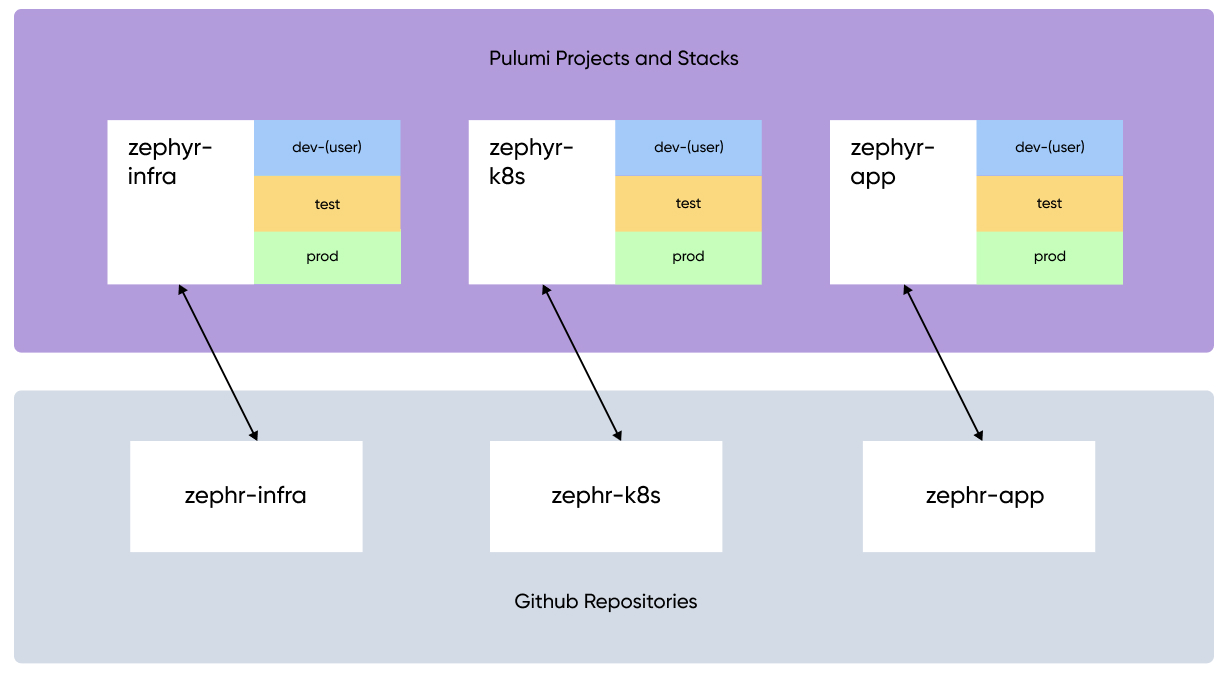 Pulumi Projects and Stacks
zephyr-
infra
dev-(user)
test
prod
zephyr-
k8s
dev-(user)
test
prod
zephyr-
app
dev-(user)
test
prod
zephr-infra
zephr-k8s
zephr-app
Github Repositories